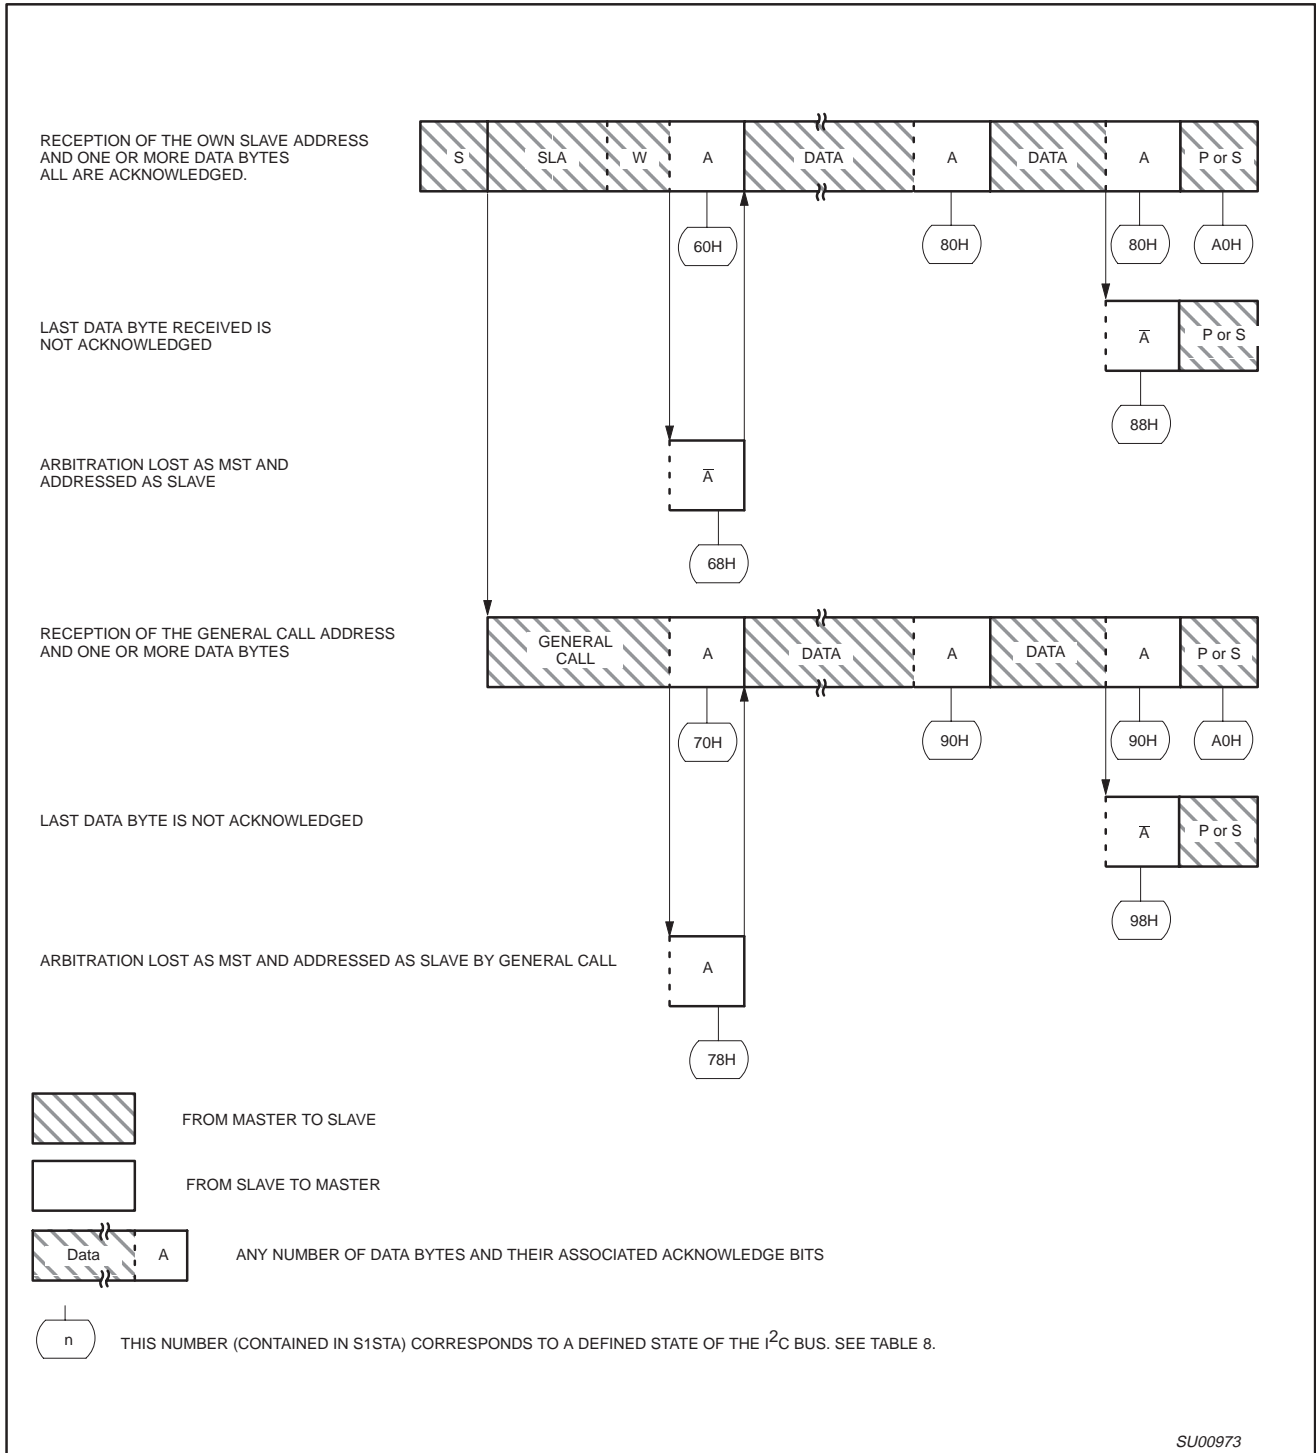 RECEPTION OF THE OWN SLAVE ADDRESS
AND ONE OR MORE DATA BYTES
ALL ARE ACKNOWLEDGED.
S SLA W A DATA A DATA A P or S
60H 80H 80H A0H
LAST DATA BYTE RECEIVED IS
NOT ACKNOWLEDGED
A̅ P or S
88H
ARBITRATION LOST AS MST AND
ADDRESSED AS SLAVE
A̅
68H
RECEPTION OF THE GENERAL CALL ADDRESS
AND ONE OR MORE DATA BYTES
GENERAL
CALL
A DATA A DATA A P or S
70H 90H 90H A0H
LAST DATA BYTE IS NOT ACKNOWLEDGED
A̅ P or S
98H
ARBITRATION LOST AS MST AND ADDRESSED AS SLAVE BY GENERAL CALL
A
78H
FROM MASTER TO SLAVE
FROM SLAVE TO MASTER
Data A ANY NUMBER OF DATA BYTES AND THEIR ASSOCIATED ACKNOWLEDGE BITS
n THIS NUMBER (CONTAINED IN S1STA) CORRESPONDS TO A DEFINED STATE OF THE I²C BUS. SEE TABLE 8.
SU00973